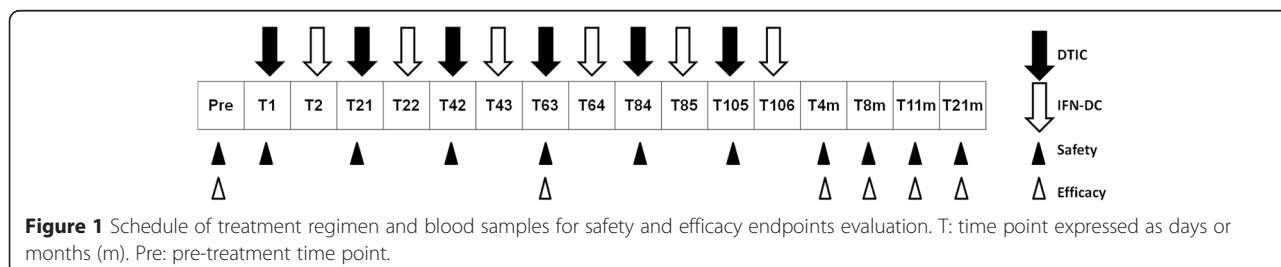 DTIC
Pre T1 T2 T21 T22 T42 T43 T63 T64 T84 T85 T105 T106 T4m T8m T11m T21m
IFN-DC
Safety
Efficacy
Figure 1 Schedule of treatment regimen and blood samples for safety and efficacy endpoints evaluation. T: time point expressed as days or
months (m). Pre: pre-treatment time point.